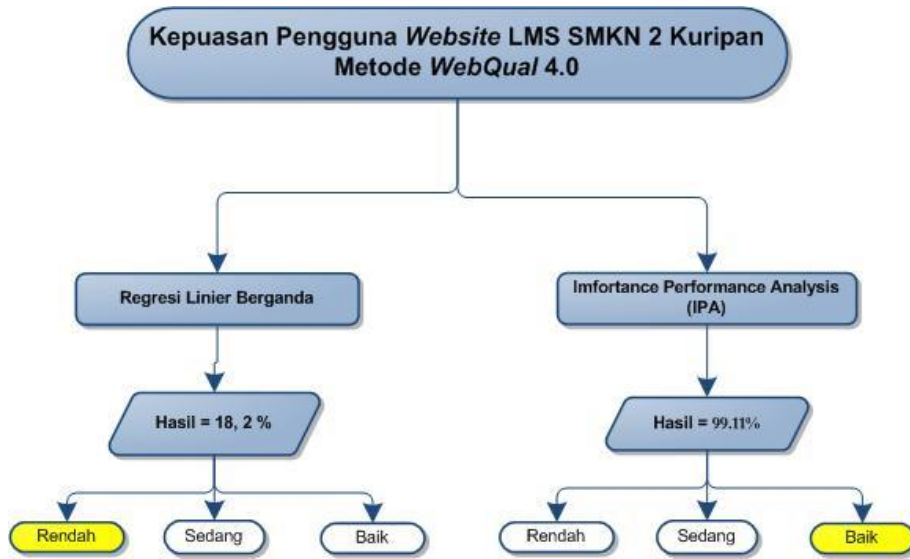 Kepuasan Pengguna Website LMS SMKN 2 Kuripan
Metode WebQual 4.0
Regresi Linier Berganda
Imfortance Performance Analysis
(IPA)
Hasil = 18, 2 %
Hasil = 99.11%
Rendah
Sedang
Baik
Rendah
Sedang
Baik